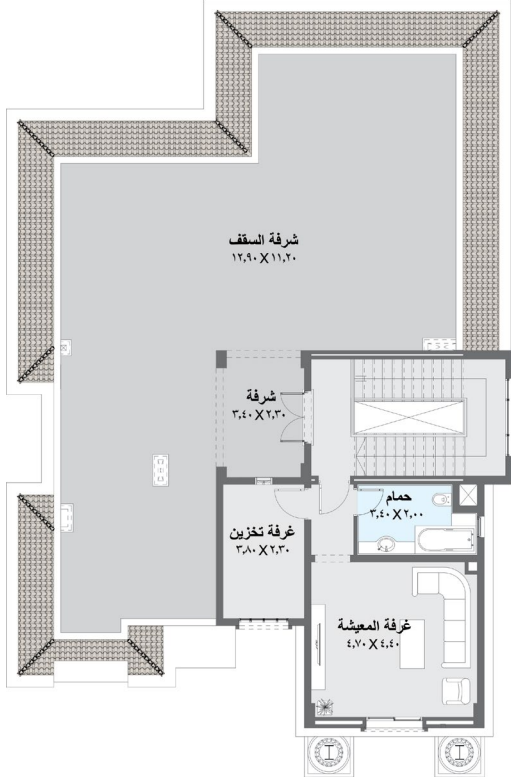 شرفة السقف
١٢,٩٠ X ١١,٢٠
شرفة
٣,٤٠ X ٢,٣٠
حمام
٣,٤٠ X ٢,٠٠
غرفة تخزين
٣,٨٠ X ٢,٣٠
غرفة المعيشة
٤,٧٠ X ٤,٤٠